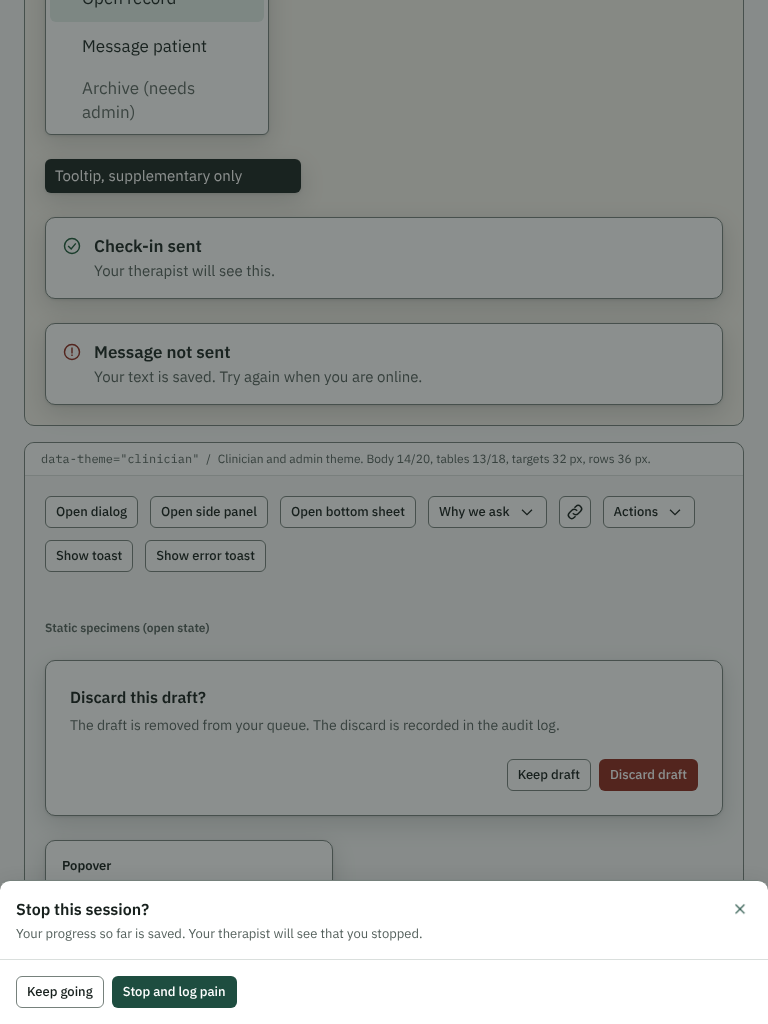 Open record
Message patient
Archive (needs
admin)
Tooltip, supplementary only
Check-in sent
Your therapist will see this.
Message not sent
Your text is saved. Try again when you are online.
data-theme="clinician" / Clinician and admin theme. Body 14/20, tables 13/18, targets 32 px, rows 36 px.
Open dialog Open side panel Open bottom sheet Why we ask Actions
Show toast Show error toast
Static specimens (open state)
Discard this draft?
The draft is removed from your queue. The discard is recorded in the audit log.
Keep draft Discard draft
Popover
Stop this session?
Your progress so far is saved. Your therapist will see that you stopped.
Keep going Stop and log pain